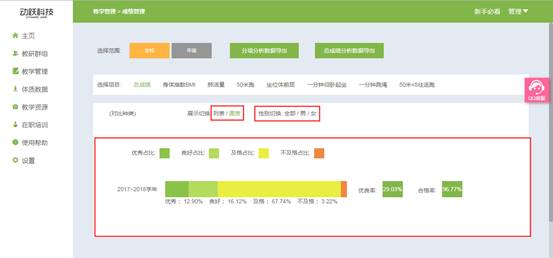 动跃科技
教学管理 > 成绩管理
新手必看 管理
主页
教研群组
教学管理
体质数据
教学资源
在职培训
使用帮助
设置
选择范围: 年级 分项分析数据导出 总成绩分析数据导出
选择项目: 总成绩 身体指数BMI 肺活量 50米跑 坐位体前屈 一分钟仰卧起坐 一分钟跳绳 50米×8往返跑
(对比种类) 展示切换: 列表 / 图表 性别切换: 全部 / 男 / 女
优秀占比: 良好占比: 及格占比: 不及格占比:
2017~2018学年 优良率: 29.03% 合格率: 96.77%
优秀: 12.90% 良好: 16.12% 及格: 67.74% 不及格: 3.22%